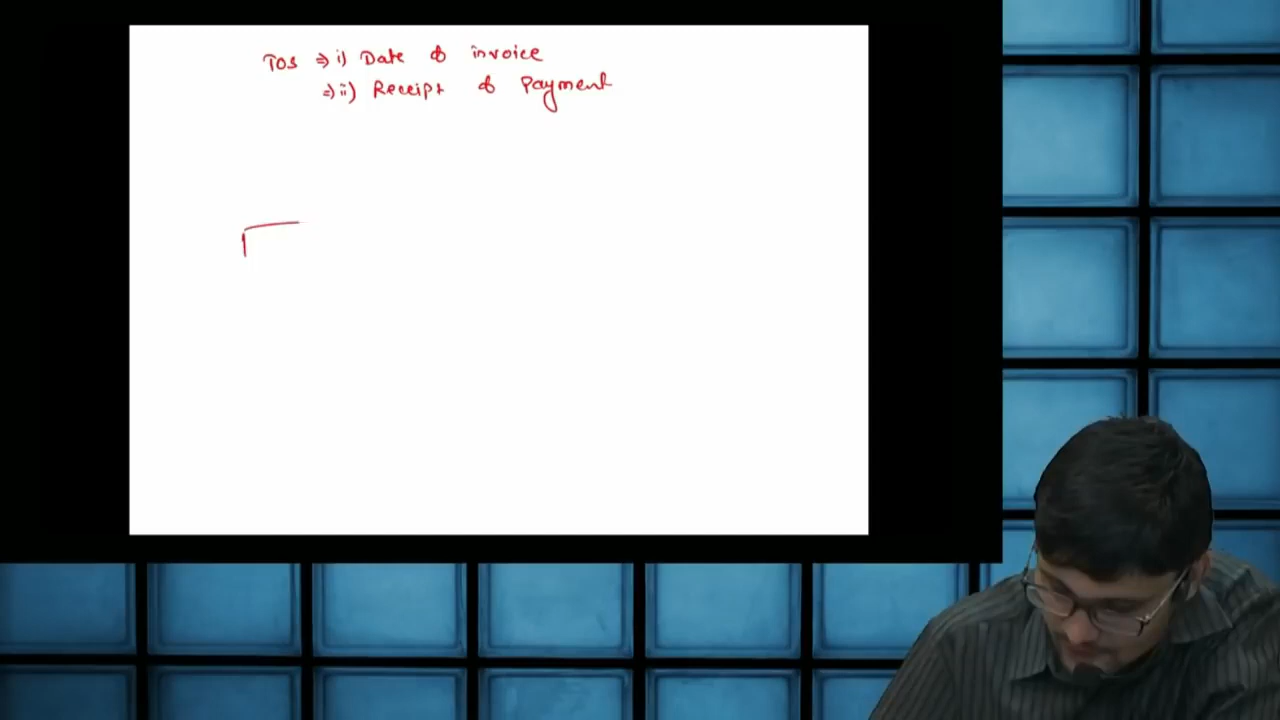 TOS ⇒ i) Date of invoice
⇒ ii) Receipt of Payment